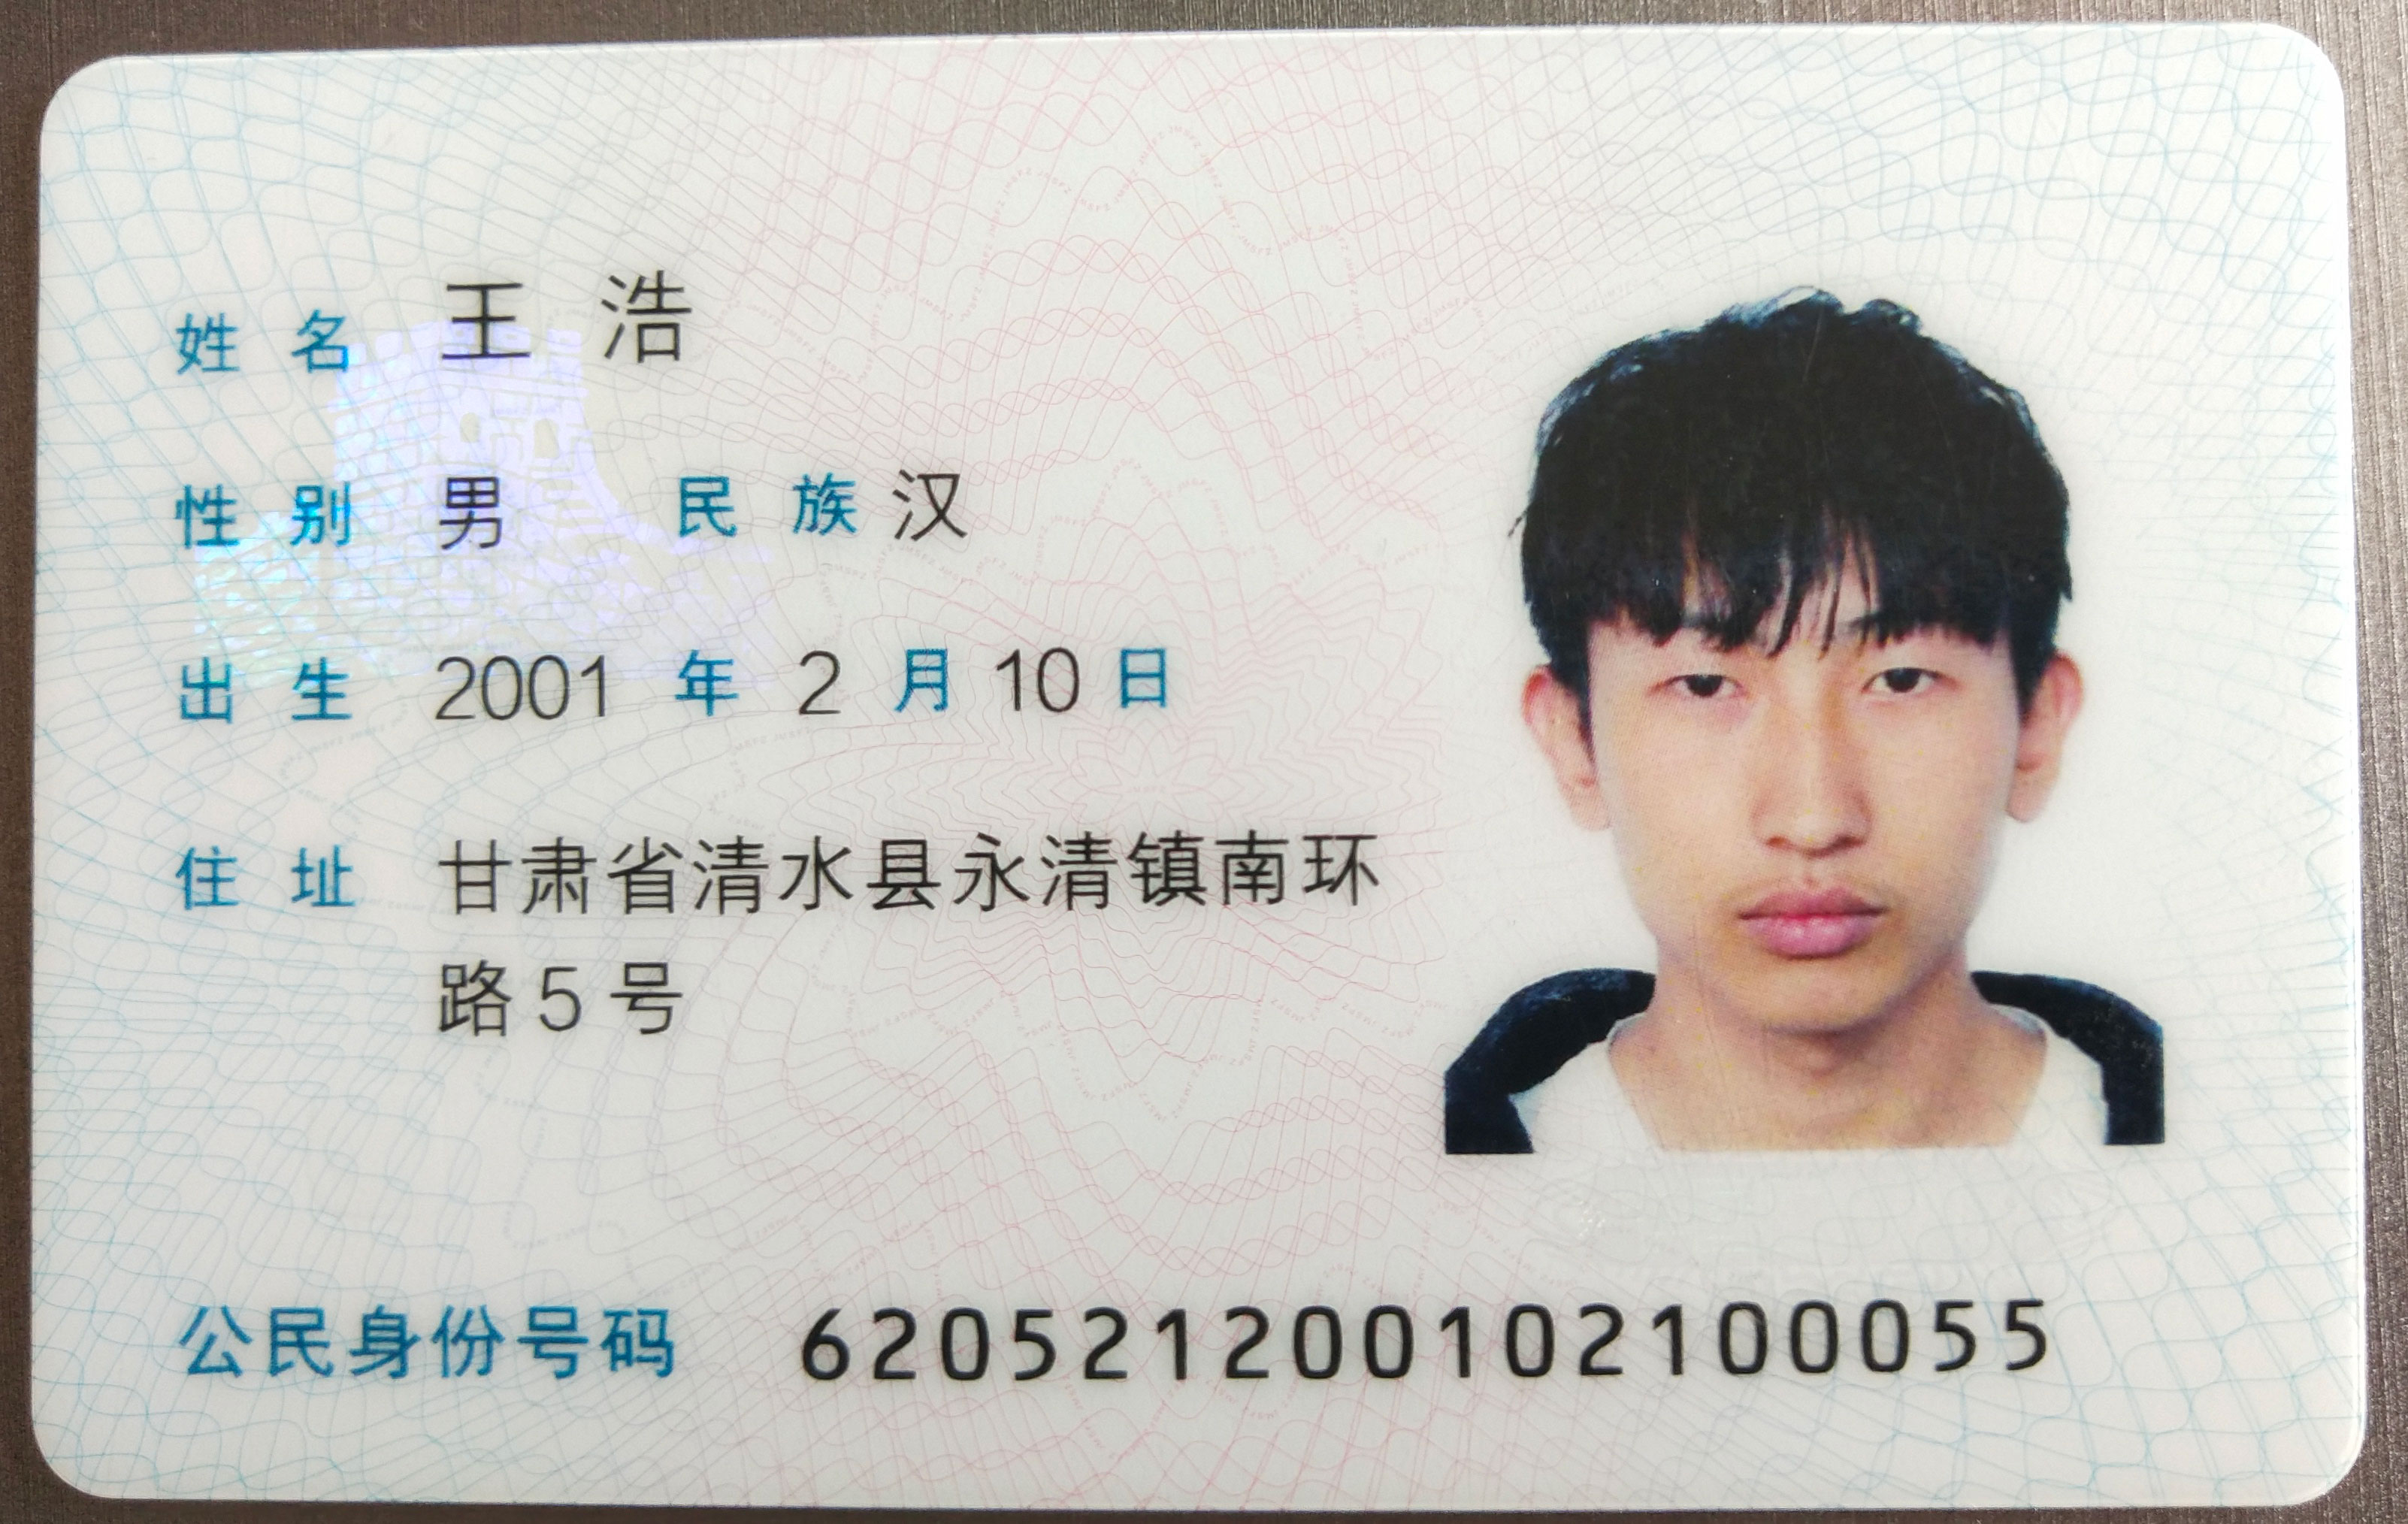 姓名 王浩
性别 男 民族 汉
出生 2001 年 2 月 10 日
住址 甘肃省清水县永清镇南环
路5号
公民身份号码 620521200102100055